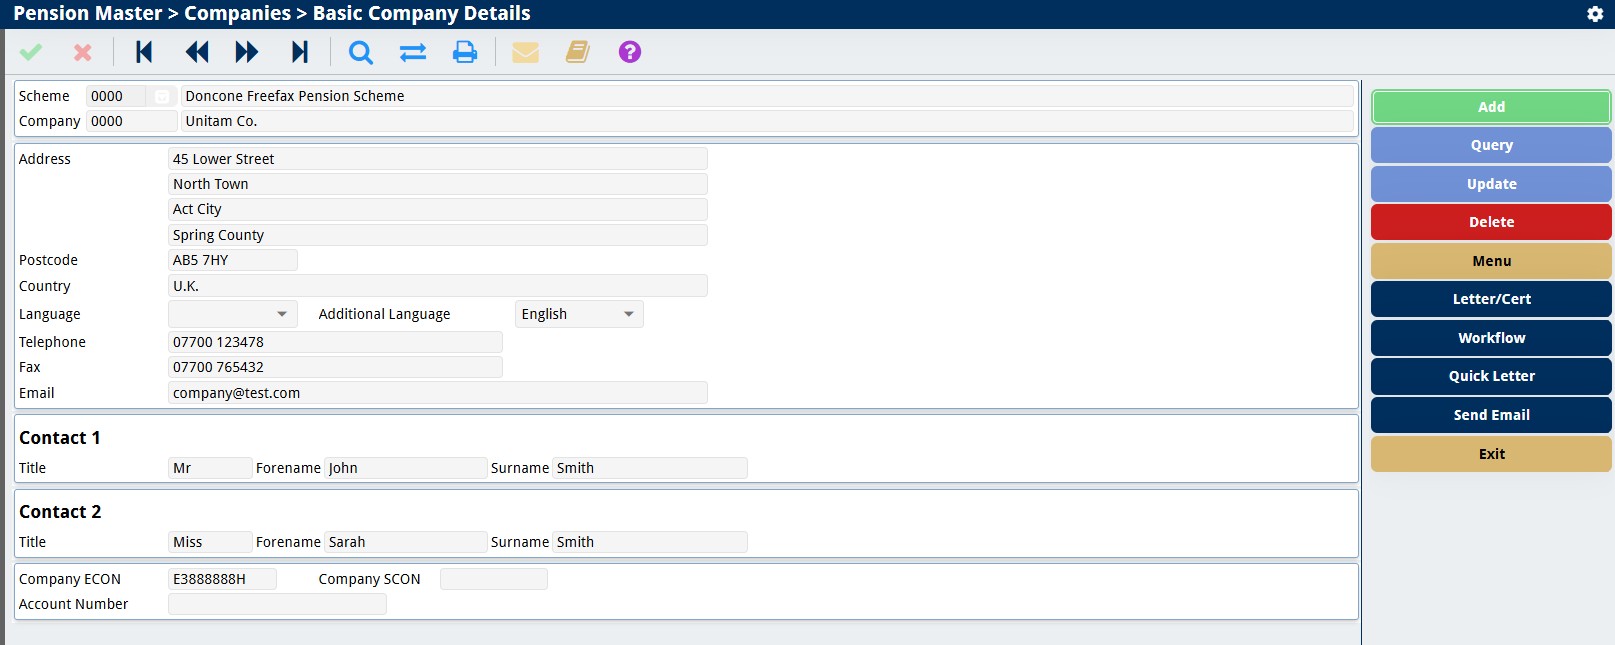 Pension Master > Companies > Basic Company Details
Scheme 0000 Doncone Freefax Pension Scheme
Company 0000 Unitam Co.
Address 45 Lower Street
North Town
Act City
Spring County
Postcode AB5 7HY
Country U.K.
Language Additional Language English
Telephone 07700 123478
Fax 07700 765432
Email company@test.com
Contact 1
Title Mr Forename John Surname Smith
Contact 2
Title Miss Forename Sarah Surname Smith
Company ECON E3888888H Company SCON
Account Number
Add
Query
Update
Delete
Menu
Letter/Cert
Workflow
Quick Letter
Send Email
Exit